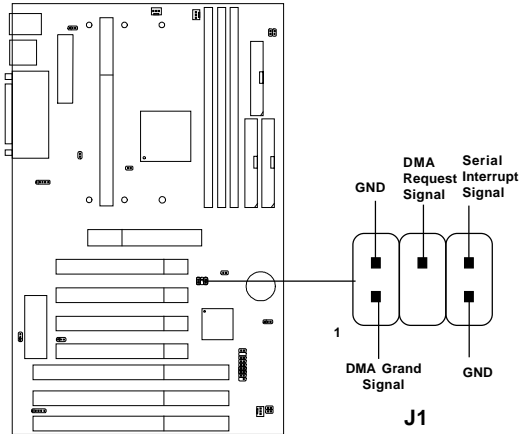 GND
DMA
Request
Signal
Serial
Interrupt
Signal
1
DMA Grand
Signal
GND
J1